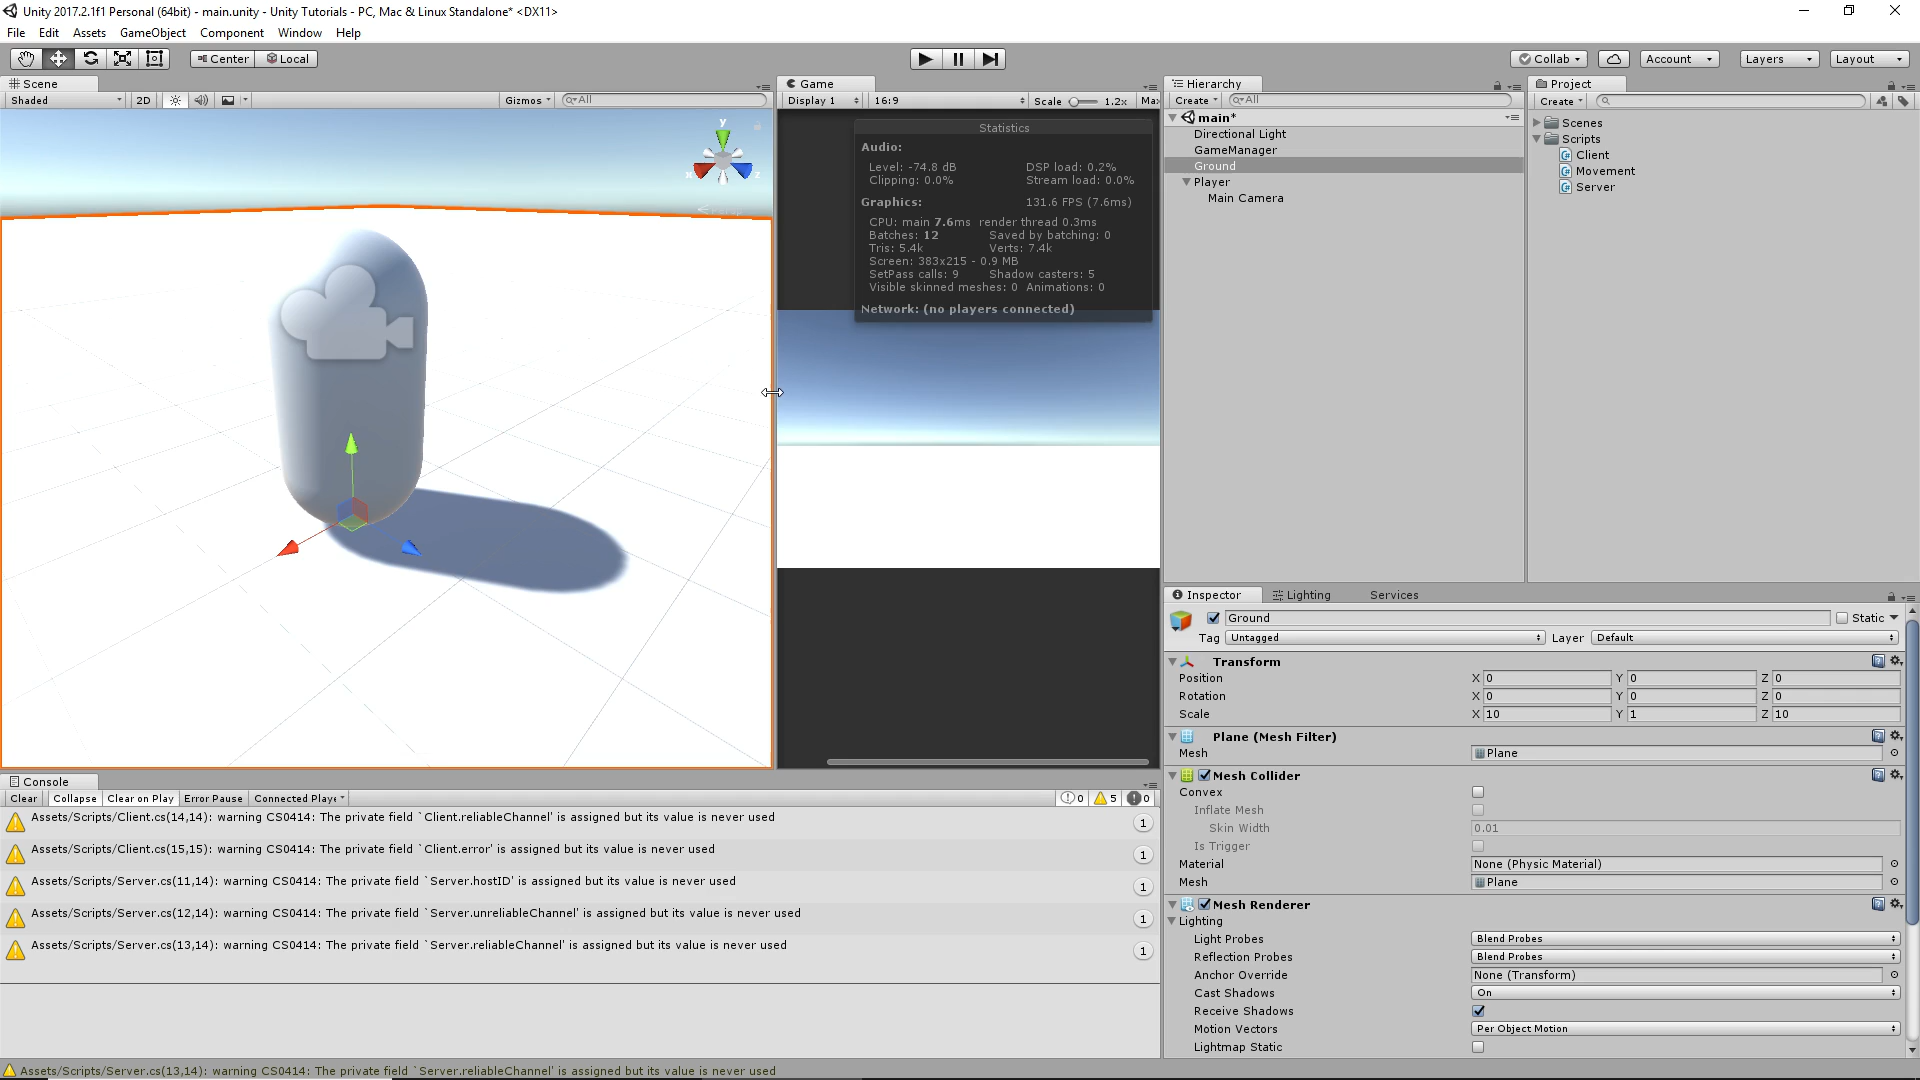 Unity 2017.2.1f1 Personal (64bit) - main.unity - Unity Tutorials - PC, Mac & Linux Standalone* <DX11>
File Edit Assets GameObject Component Window Help
Center Local Collab Account Layers Layout
Scene
Shaded 2D Gizmos All
y
x z
Game
Display 1 16:9 Scale 1.2x Max
Statistics
Audio:
Level: -74.8 dB DSP load: 0.2%
Clipping: 0.0% Stream load: 0.0%
Graphics: 131.6 FPS (7.6ms)
CPU: main 7.6ms render thread 0.3ms
Batches: 12 Saved by batching: 0
Tris: 5.4k Verts: 7.4k
Screen: 383x215 - 0.9 MB
SetPass calls: 9 Shadow casters: 5
Visible skinned meshes: 0 Animations: 0
Network: (no players connected)
Hierarchy
Create All
main*
Directional Light
GameManager
Ground
Player
Main Camera
Project
Create
Scenes
Scripts
Client
Movement
Server
Inspector Lighting Services
Ground Static
Tag Untagged Layer Default
Transform
Position X 0 Y 0 Z 0
Rotation X 0 Y 0 Z 0
Scale X 10 Y 1 Z 10
Plane (Mesh Filter)
Mesh Plane
Mesh Collider
Convex
Inflate Mesh
Skin Width 0.01
Is Trigger
Material None (Physic Material)
Mesh Plane
Mesh Renderer
Lighting
Light Probes Blend Probes
Reflection Probes Blend Probes
Anchor Override None (Transform)
Cast Shadows On
Receive Shadows
Motion Vectors Per Object Motion
Lightmap Static
Console
Clear Collapse Clear on Play Error Pause Connected Playe 0 5 0
Assets/Scripts/Client.cs(14,14): warning CS0414: The private field `Client.reliableChannel' is assigned but its value is never used 1
Assets/Scripts/Client.cs(15,15): warning CS0414: The private field `Client.error' is assigned but its value is never used 1
Assets/Scripts/Server.cs(11,14): warning CS0414: The private field `Server.hostID' is assigned but its value is never used 1
Assets/Scripts/Server.cs(12,14): warning CS0414: The private field `Server.unreliableChannel' is assigned but its value is never used 1
Assets/Scripts/Server.cs(13,14): warning CS0414: The private field `Server.reliableChannel' is assigned but its value is never used 1
Assets/Scripts/Server.cs(13,14): warning CS0414: The private field `Server.reliableChannel' is assigned but its value is never used